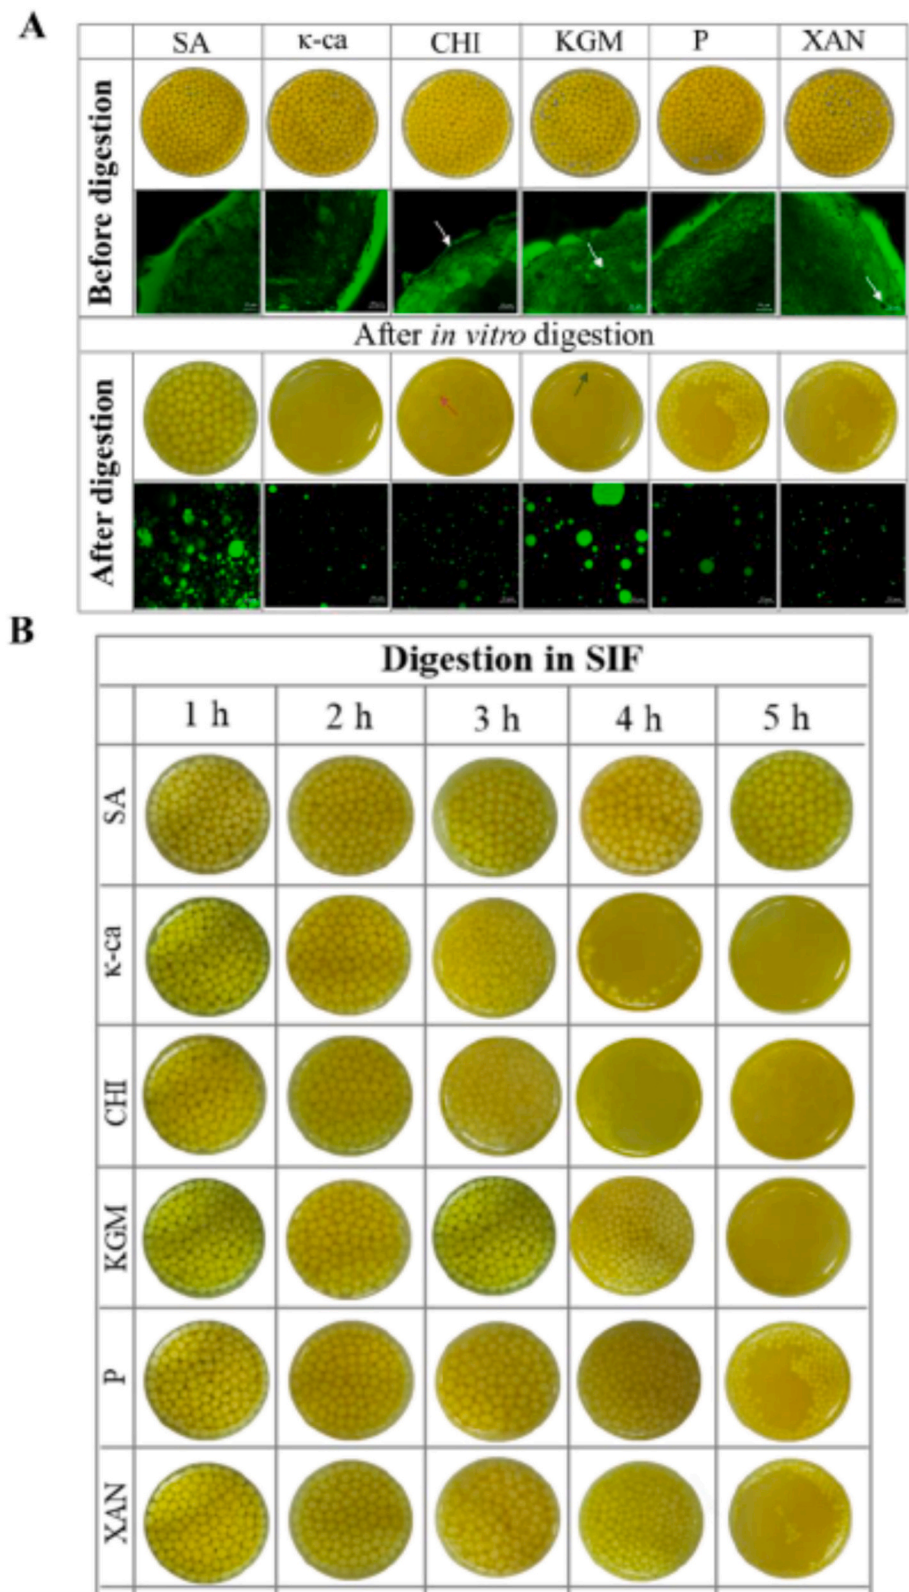 A
SA κ-ca CHI KGM P XAN
Before digestion
After in vitro digestion
After digestion
B
Digestion in SIF
1 h 2 h 3 h 4 h 5 h
SA
κ-ca
CHI
KGM
P
XAN